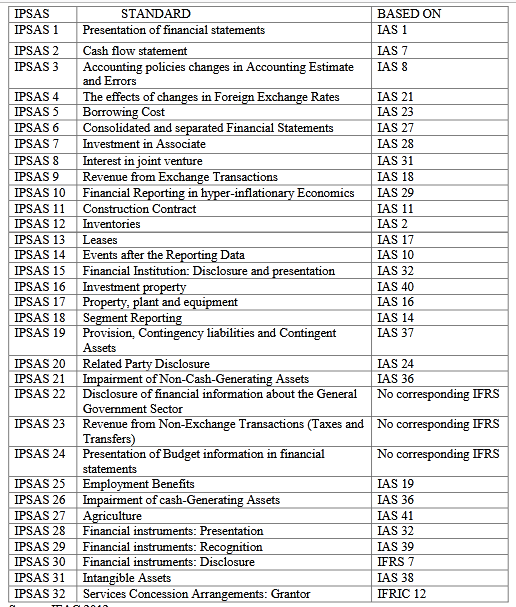 IPSAS STANDARD BASED ON
IPSAS 1 Presentation of financial statements IAS 1
IPSAS 2 Cash flow statement IAS 7
IPSAS 3 Accounting policies changes in Accounting Estimate IAS 8
and Errors
IPSAS 4 The effects of changes in Foreign Exchange Rates IAS 21
IPSAS 5 Borrowing Cost IAS 23
IPSAS 6 Consolidated and separated Financial Statements IAS 27
IPSAS 7 Investment in Associate IAS 28
IPSAS 8 Interest in joint venture IAS 31
IPSAS 9 Revenue from Exchange Transactions IAS 18
IPSAS 10 Financial Reporting in hyper-inflationary Economics IAS 29
IPSAS 11 Construction Contract IAS 11
IPSAS 12 Inventories IAS 2
IPSAS 13 Leases IAS 17
IPSAS 14 Events after the Reporting Data IAS 10
IPSAS 15 Financial Institution: Disclosure and presentation IAS 32
IPSAS 16 Investment property IAS 40
IPSAS 17 Property, plant and equipment IAS 16
IPSAS 18 Segment Reporting IAS 14
IPSAS 19 Provision, Contingency liabilities and Contingent IAS 37
Assets
IPSAS 20 Related Party Disclosure IAS 24
IPSAS 21 Impairment of Non-Cash-Generating Assets IAS 36
IPSAS 22 Disclosure of financial information about the General No corresponding IFRS
Government Sector
IPSAS 23 Revenue from Non-Exchange Transactions (Taxes and No corresponding IFRS
Transfers)
IPSAS 24 Presentation of Budget information in financial No corresponding IFRS
statements
IPSAS 25 Employment Benefits IAS 19
IPSAS 26 Impairment of cash-Generating Assets IAS 36
IPSAS 27 Agriculture IAS 41
IPSAS 28 Financial instruments: Presentation IAS 32
IPSAS 29 Financial instruments: Recognition IAS 39
IPSAS 30 Financial instruments: Disclosure IFRS 7
IPSAS 31 Intangible Assets IAS 38
IPSAS 32 Services Concession Arrangements: Grantor IFRIC 12